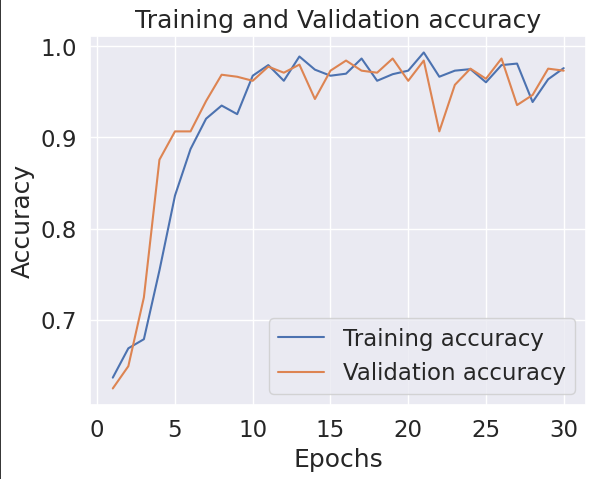 Training and Validation accuracy
1.0
0.9
0.8
0.7
Accuracy
Training accuracy
Validation accuracy
0 5 10 15 20 25 30
Epochs